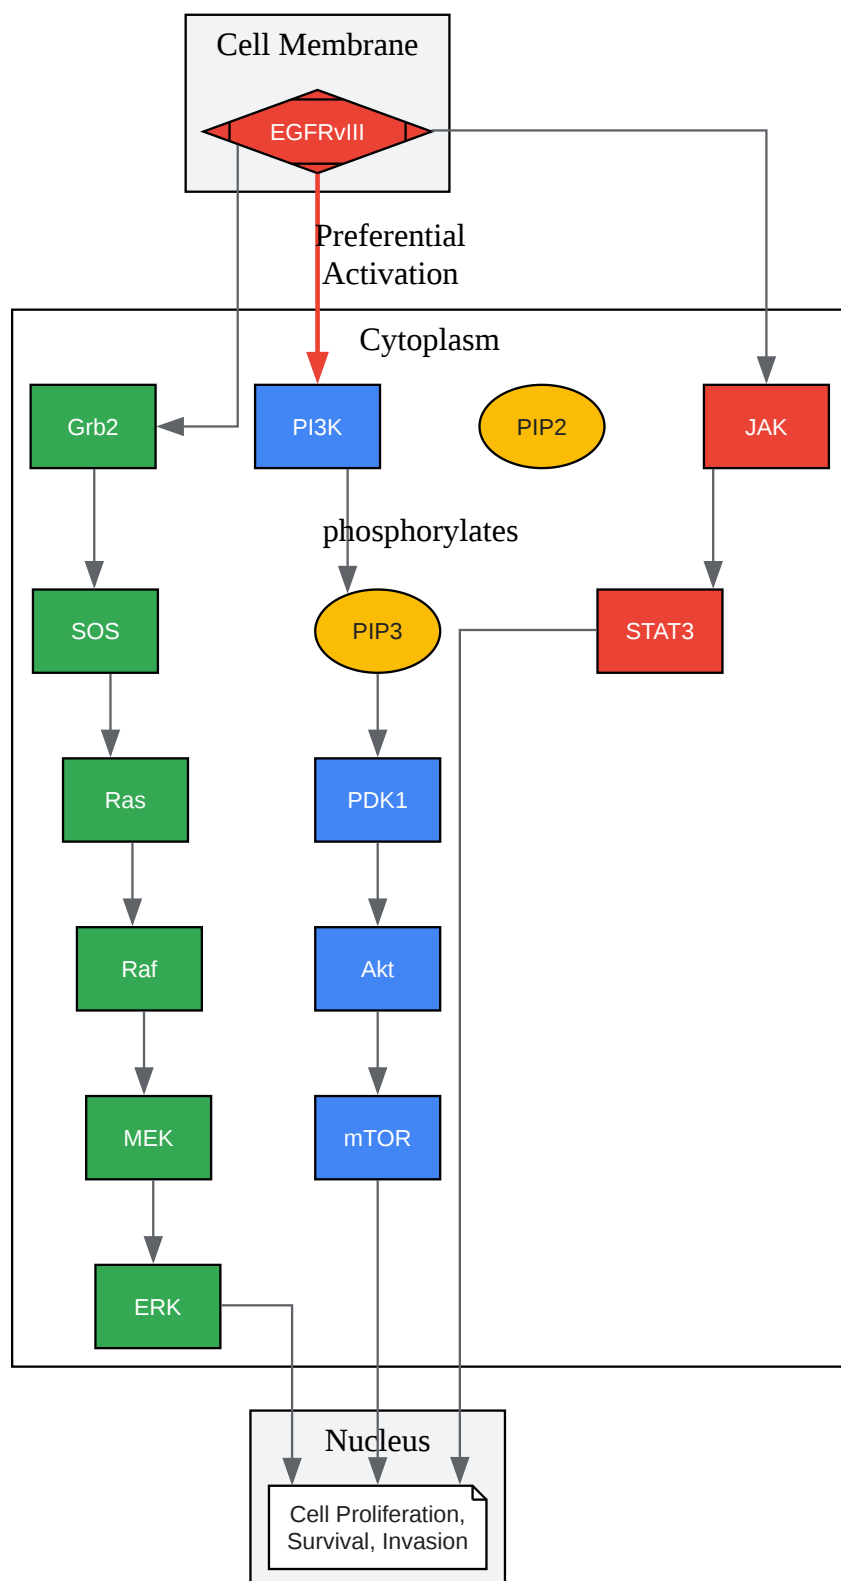 Cell Membrane
EGFRvIII
Preferential
Activation
Cytoplasm
Grb2
PI3K
PIP2
JAK
phosphorylates
SOS
PIP3
STAT3
Ras
PDK1
Raf
Akt
MEK
mTOR
ERK
Nucleus
Cell Proliferation,
Survival, Invasion